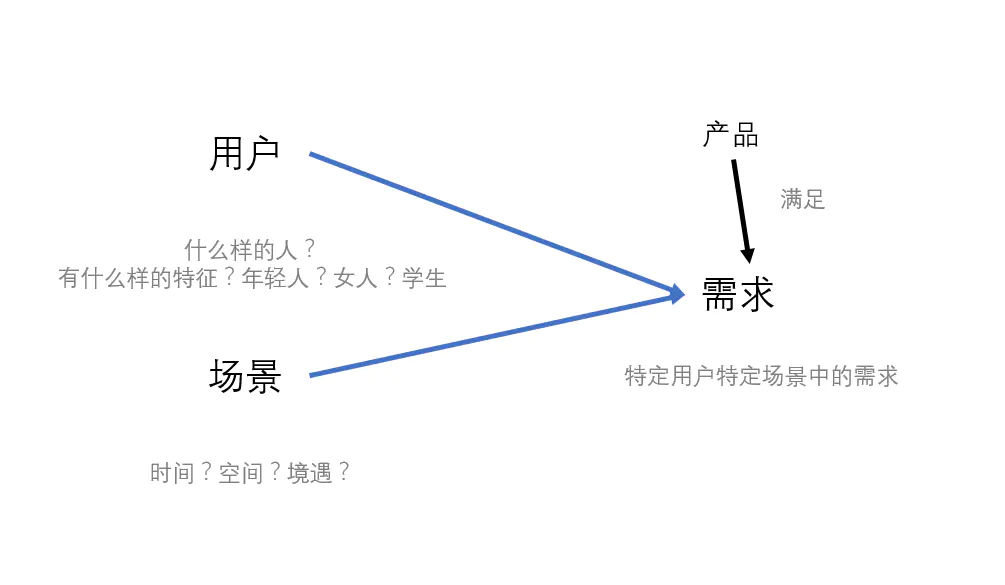 用户
什么样的人？
有什么样的特征？年轻人？女人？学生
场景
时间？空间？境遇？
产品
满足
需求
特定用户特定场景中的需求